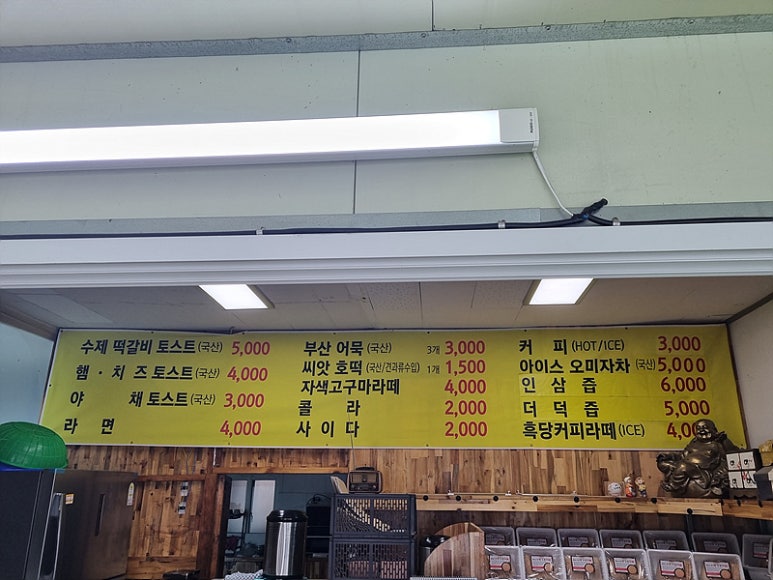 수제 떡갈비 토스트(국산) 5,000
햄 · 치 즈 토스트(국산) 4,000
야 채 토스트(국산) 3,000
라 면 4,000
부산 어묵(국산) 3개 3,000
씨앗 호떡(국산/견과류수입) 1개 1,500
자색고구마라떼 4,000
콜 라 2,000
사 이 다 2,000
커 피(HOT/ICE) 3,000
아이스 오미자차(국산) 5,000
인 삼 즙 6,000
더 덕 즙 5,000
흑당커피라떼(ICE)